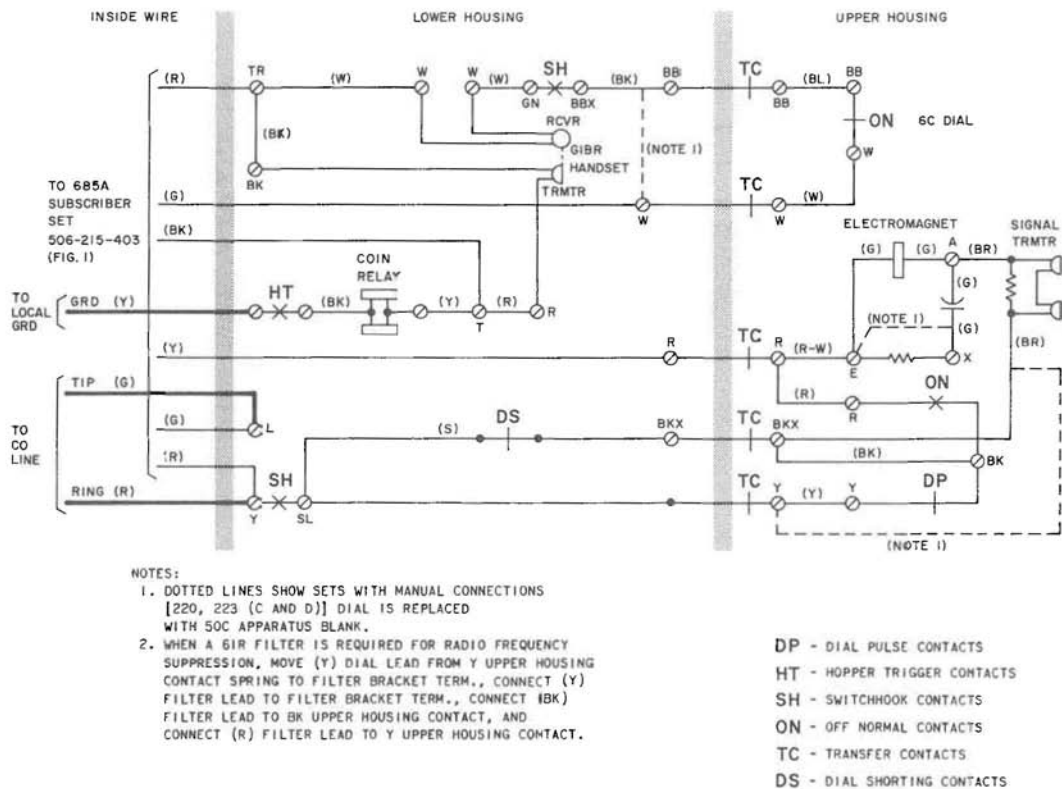 INSIDE WIRE LOWER HOUSING UPPER HOUSING
TR W W SH BB TC BB
(R) (W) (W) (BK) (BL)
GN BBX BB
ON 6C DIAL
RCVR
(BK) GIBR (NOTE 1)
HANDSET W
BK TRMTR TC
TO 685A
SUBSCRIBER
SET
506-215-403
(FIG. 1)
(G) W W (W)
(BK)
ELECTROMAGNET SIGNAL
TRMTR
(G) (G) A (BR)
COIN
RELAY
(G)
TO
LOCAL
GRD
GRD (Y) HT (BK) (Y) (R) R
T
(NOTE 1) (G)
(Y) R TC R (R-W) (BR)
E X
TIP (G) ON
(R) R
TO
CO
LINE
(G) L (S) DS BKX TC BKX
(R) (BK) BK
SH
RING (R) TC Y (Y) Y DP
Y SL
(NOTE 1)
NOTES:
1. DOTTED LINES SHOW SETS WITH MANUAL CONNECTIONS
[220, 223 (C AND D)] DIAL IS REPLACED
WITH 50C APPARATUS BLANK.
2. WHEN A 61R FILTER IS REQUIRED FOR RADIO FREQUENCY
SUPPRESSION, MOVE (Y) DIAL LEAD FROM Y UPPER HOUSING
CONTACT SPRING TO FILTER BRACKET TERM., CONNECT (Y)
FILTER LEAD TO FILTER BRACKET TERM., CONNECT (BK)
FILTER LEAD TO BK UPPER HOUSING CONTACT, AND
CONNECT (R) FILTER LEAD TO Y UPPER HOUSING CONTACT.
DP - DIAL PULSE CONTACTS
HT - HOPPER TRIGGER CONTACTS
SH - SWITCHHOOK CONTACTS
ON - OFF NORMAL CONTACTS
TC - TRANSFER CONTACTS
DS - DIAL SHORTING CONTACTS